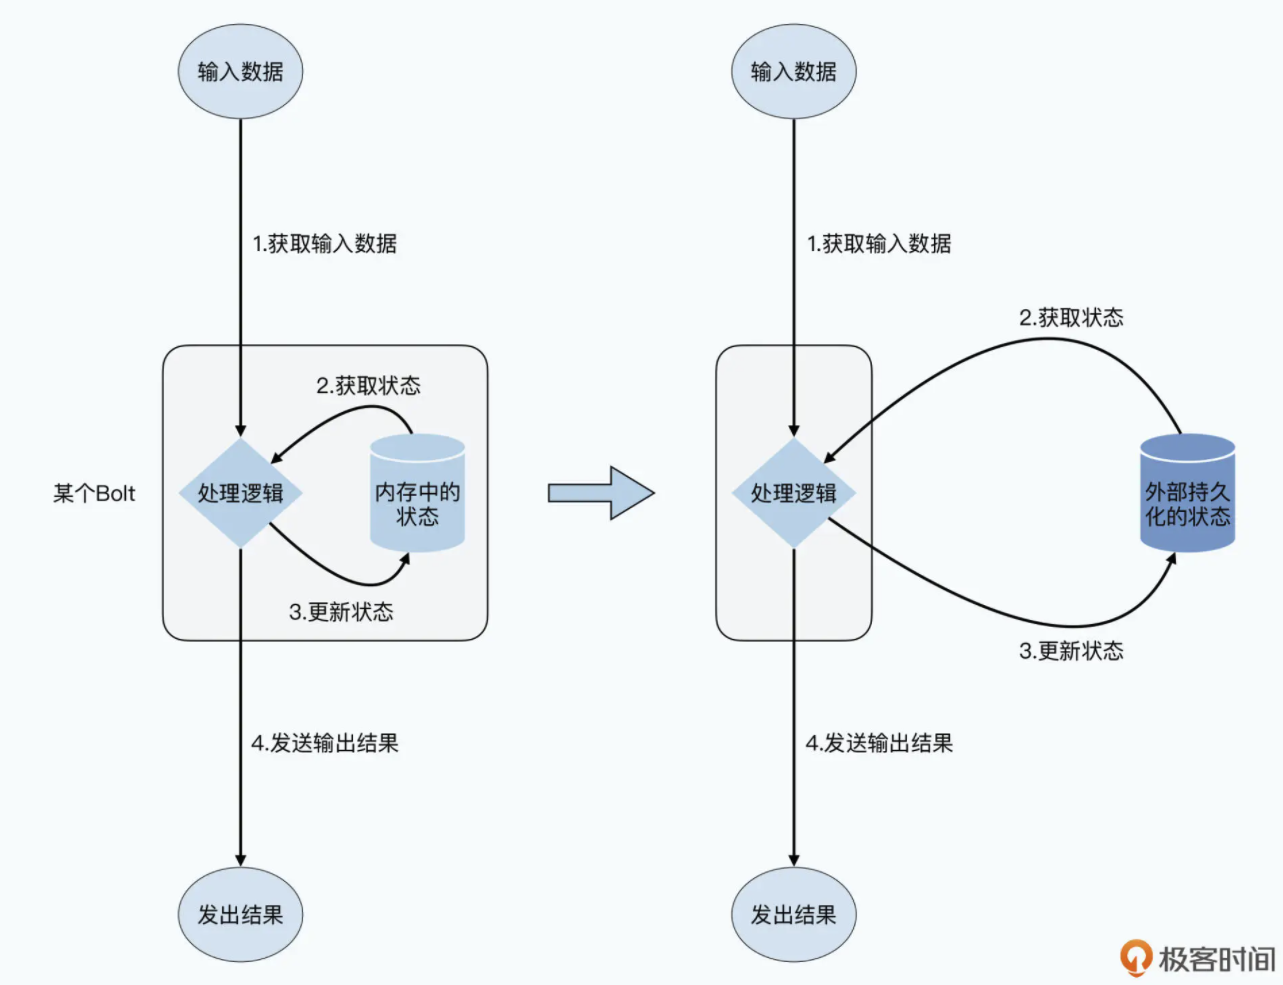 输入数据
1.获取输入数据
某个Bolt
2.获取状态
处理逻辑
内存中的
状态
3.更新状态
4.发送输出结果
发出结果
输入数据
1.获取输入数据
2.获取状态
处理逻辑
外部持久
化的状态
3.更新状态
4.发送输出结果
发出结果
极客时间